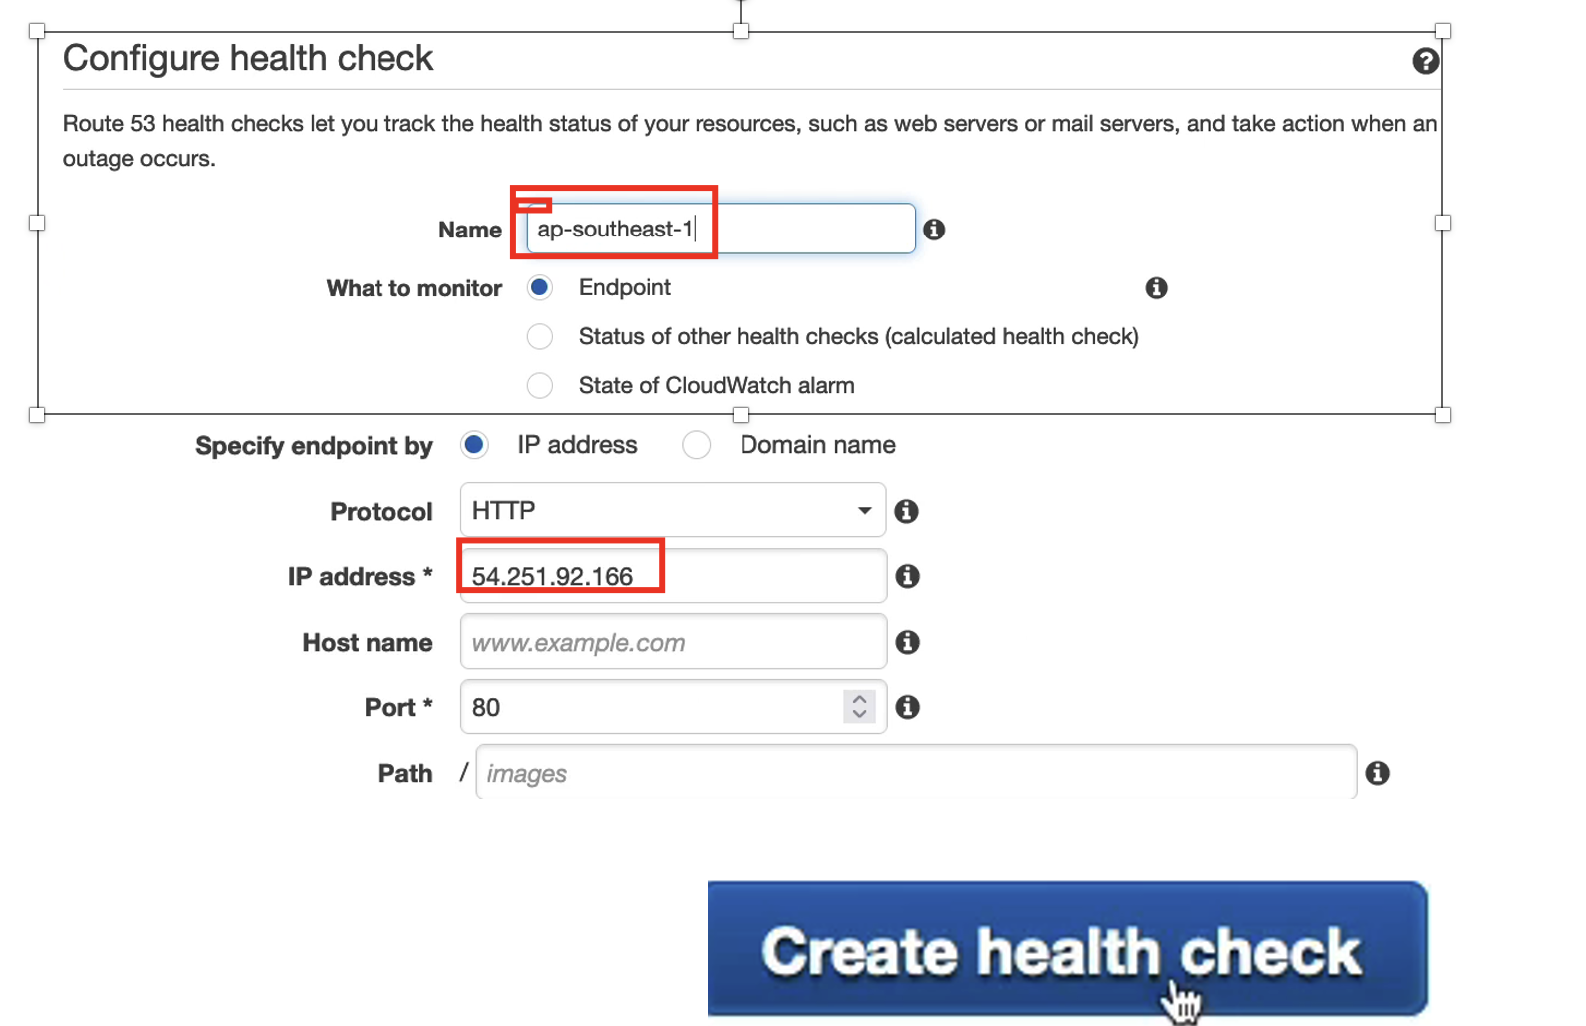 Configure health check
Route 53 health checks let you track the health status of your resources, such as web servers or mail servers, and take action when an
outage occurs.
Name ap-southeast-1
What to monitor Endpoint
Status of other health checks (calculated health check)
State of CloudWatch alarm
Specify endpoint by IP address Domain name
Protocol HTTP
IP address * 54.251.92.166
Host name www.example.com
Port * 80
Path / images
Create health check